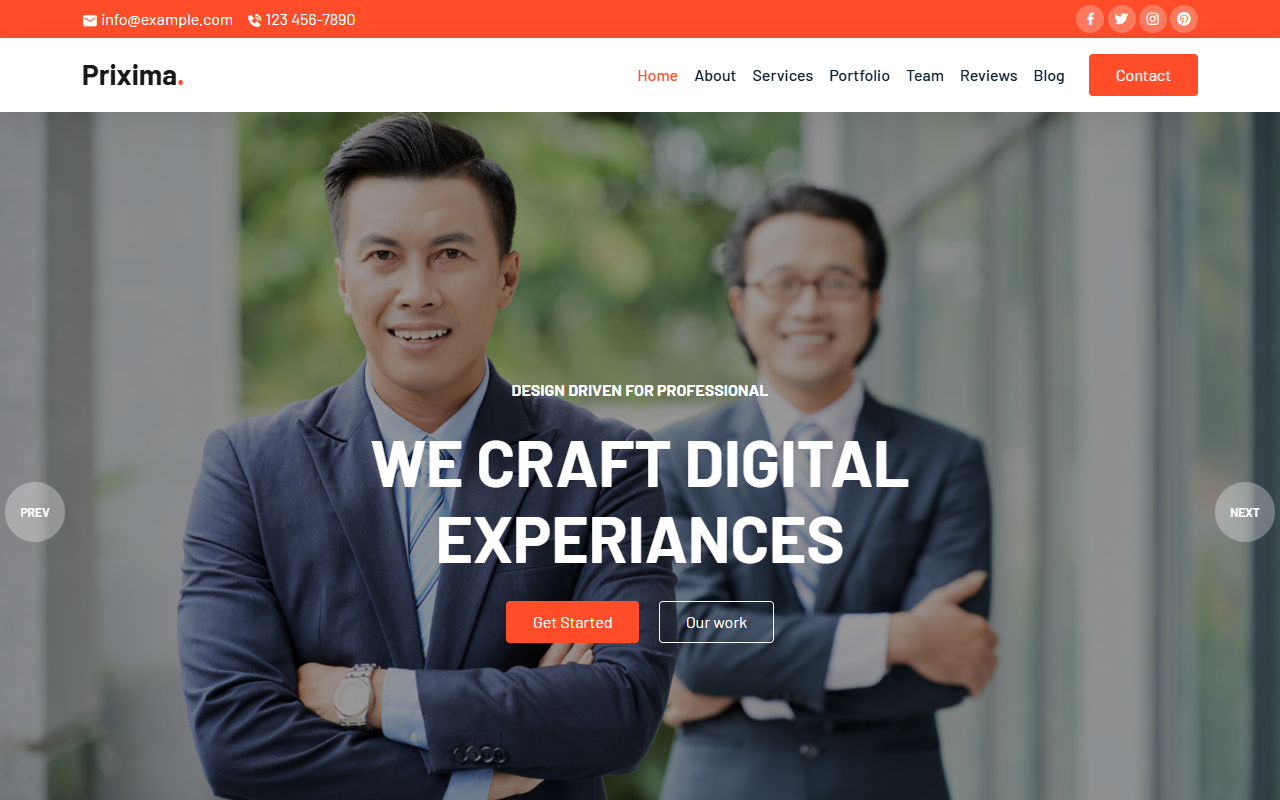 info@example.com 123 456-7890
Prixima.
Home About Services Portfolio Team Reviews Blog Contact
DESIGN DRIVEN FOR PROFESSIONAL
WE CRAFT DIGITAL
EXPERIANCES
PREV
NEXT
Get Started Our work